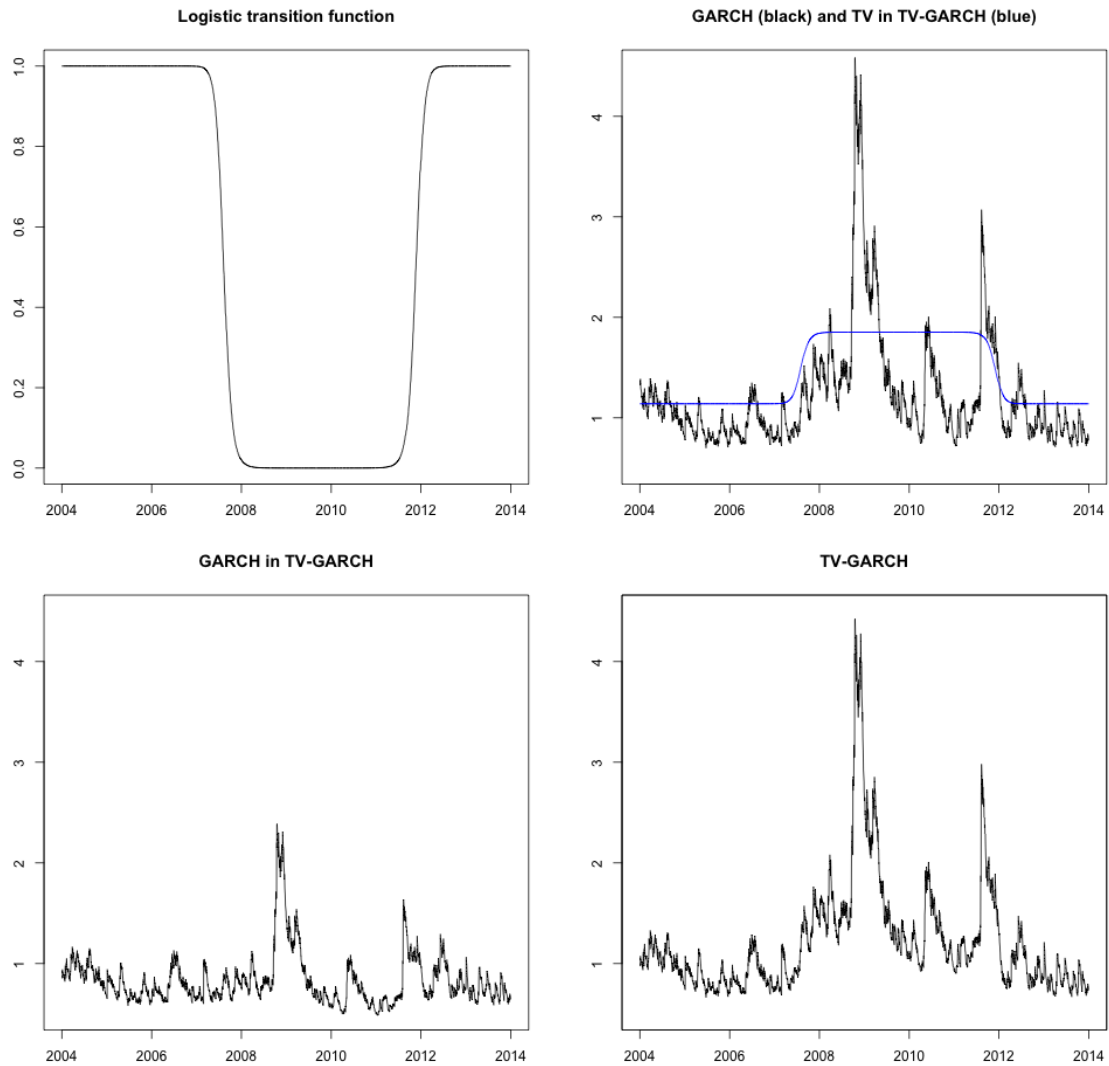 Logistic transition function
1.0
0.8
0.6
0.4
0.2
0.0
2004 2006 2008 2010 2012 2014
GARCH (black) and TV in TV-GARCH (blue)
4
3
2
1
2004 2006 2008 2010 2012 2014
GARCH in TV-GARCH
4
3
2
1
2004 2006 2008 2010 2012 2014
TV-GARCH
4
3
2
1
2004 2006 2008 2010 2012 2014